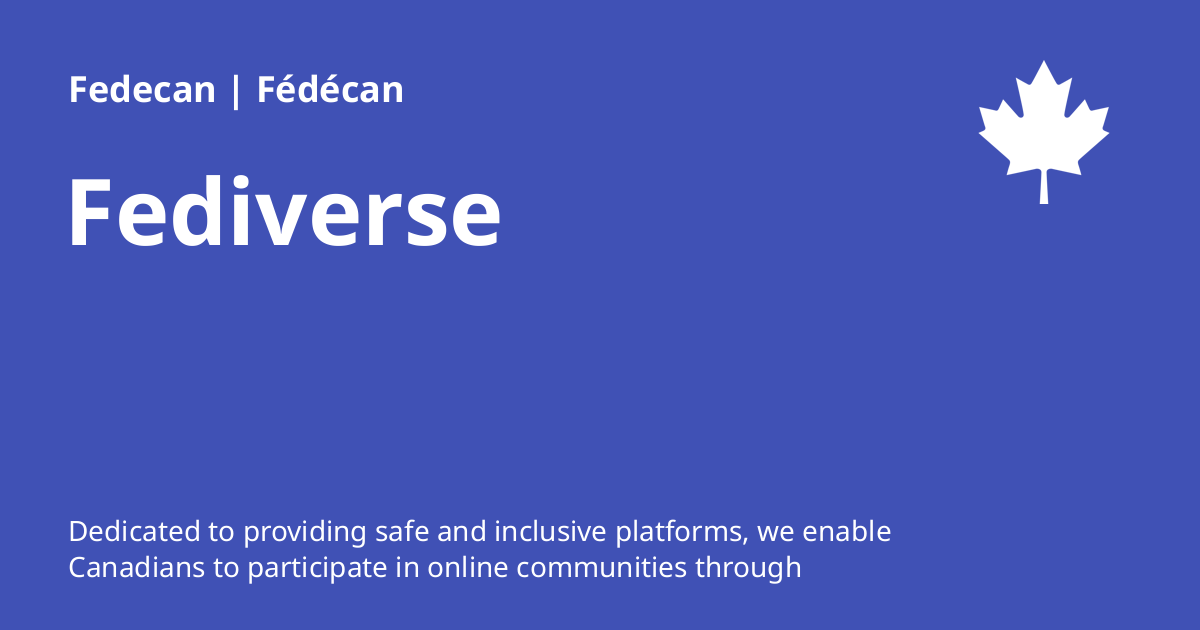 Fedecan | Fédécan
Fediverse
Dedicated to providing safe and inclusive platforms, we enable
Canadians to participate in online communities through